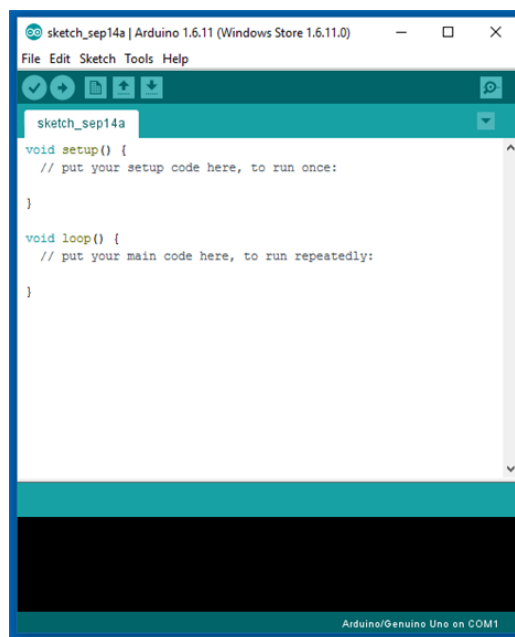 sketch_sep14a | Arduino 1.6.11 (Windows Store 1.6.11.0)
File Edit Sketch Tools Help
sketch_sep14a
void setup() {
  // put your setup code here, to run once:
}
void loop() {
  // put your main code here, to run repeatedly:
}
Arduino/Genuino Uno on COM1